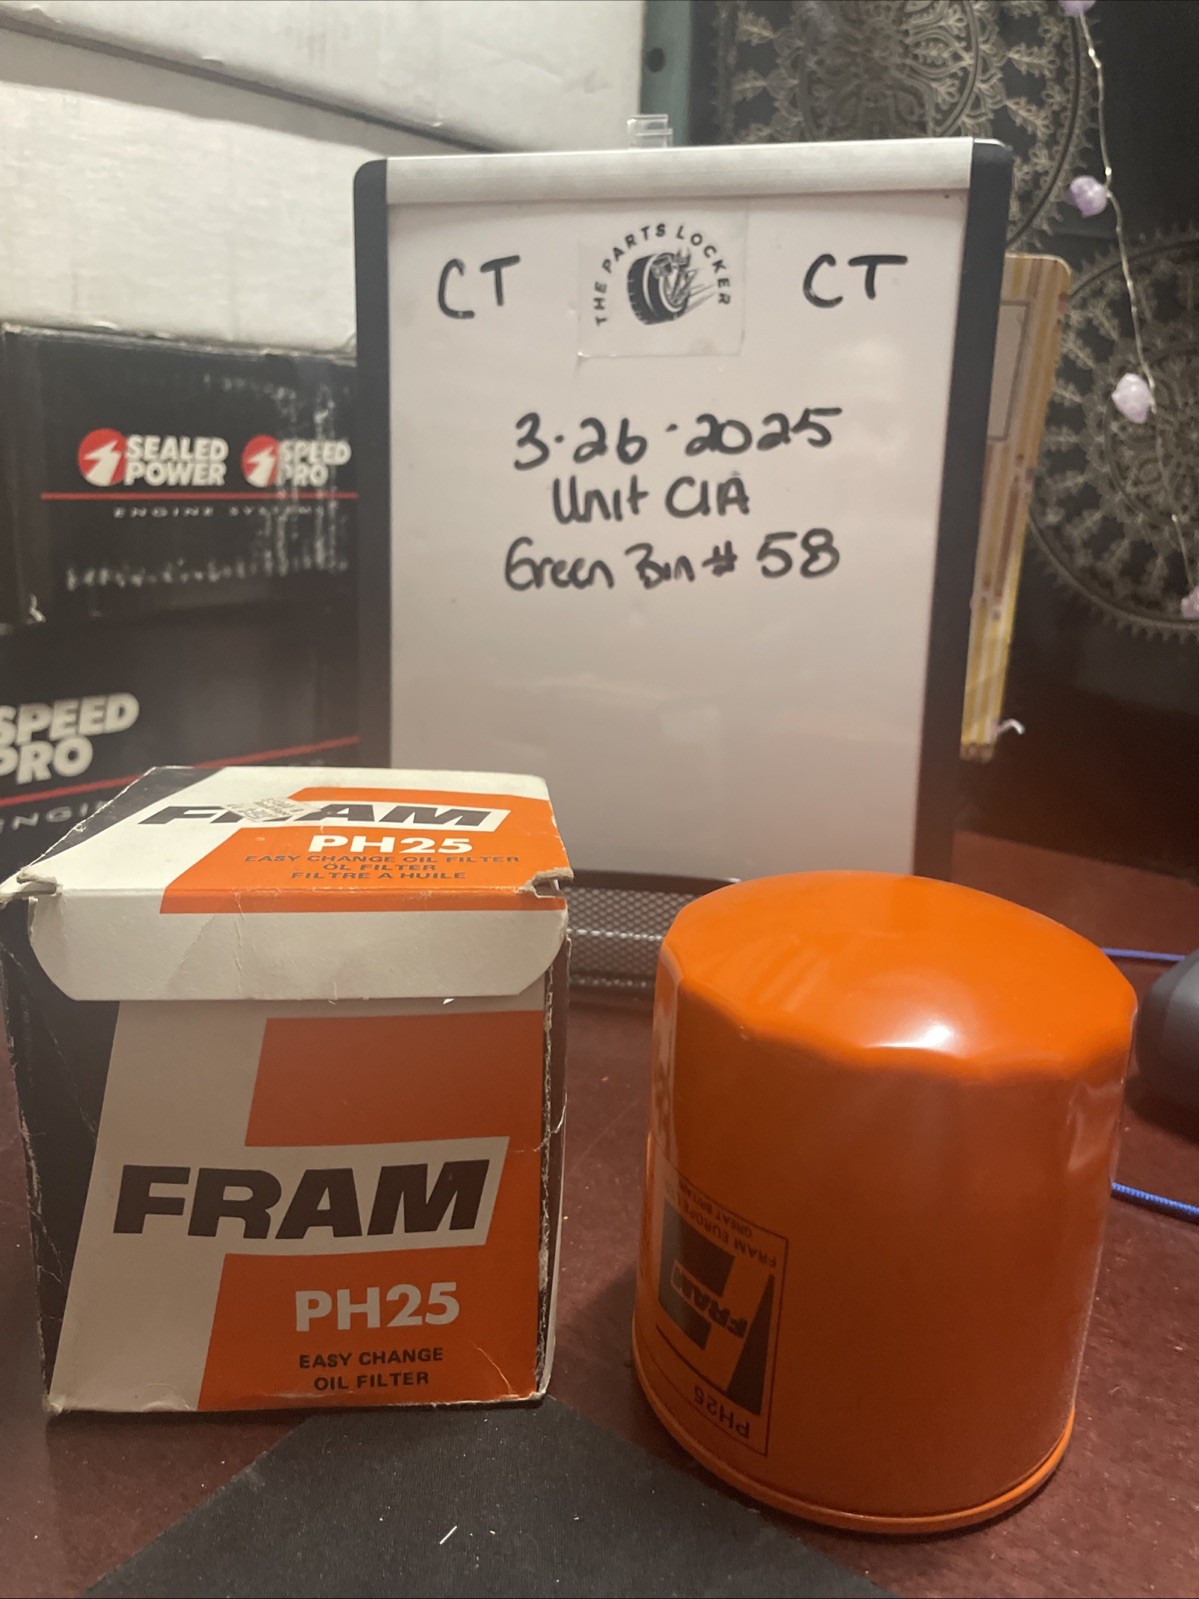 CT
THE PARTS LOCKER
CT
3-26-2025
Unit C1A
Green Bin # 58
SEALED POWER
SPEED PRO
ENGINE SYSTEMS
SPEED
PRO
ENGI
FRAM
PH25
EASY CHANGE OIL FILTER
ÖL FILTER
FILTRE A HUILE
FRAM
PH25
EASY CHANGE
OIL FILTER
PH25
FRAM
FRAM EUROPE
GREAT BRITAIN